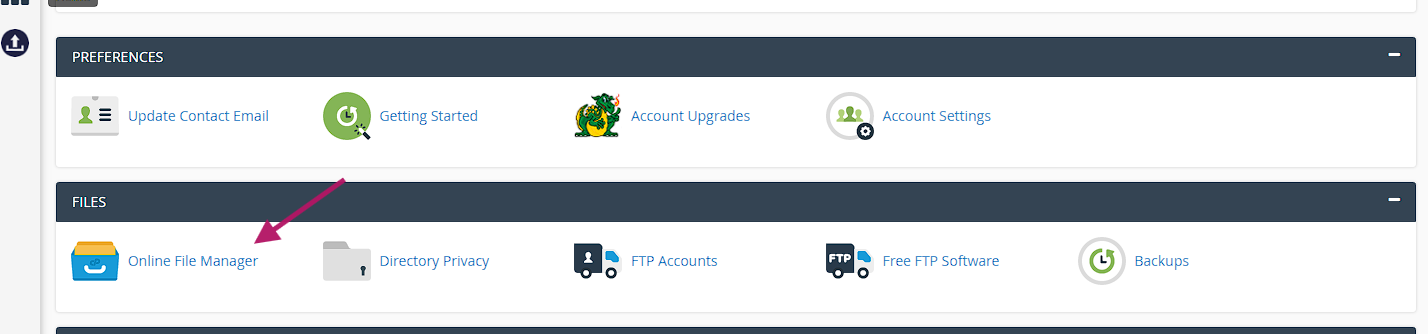 PREFERENCES
Update Contact Email
Getting Started
Account Upgrades
Account Settings
FILES
Online File Manager
Directory Privacy
FTP Accounts
FTP
Free FTP Software
Backups